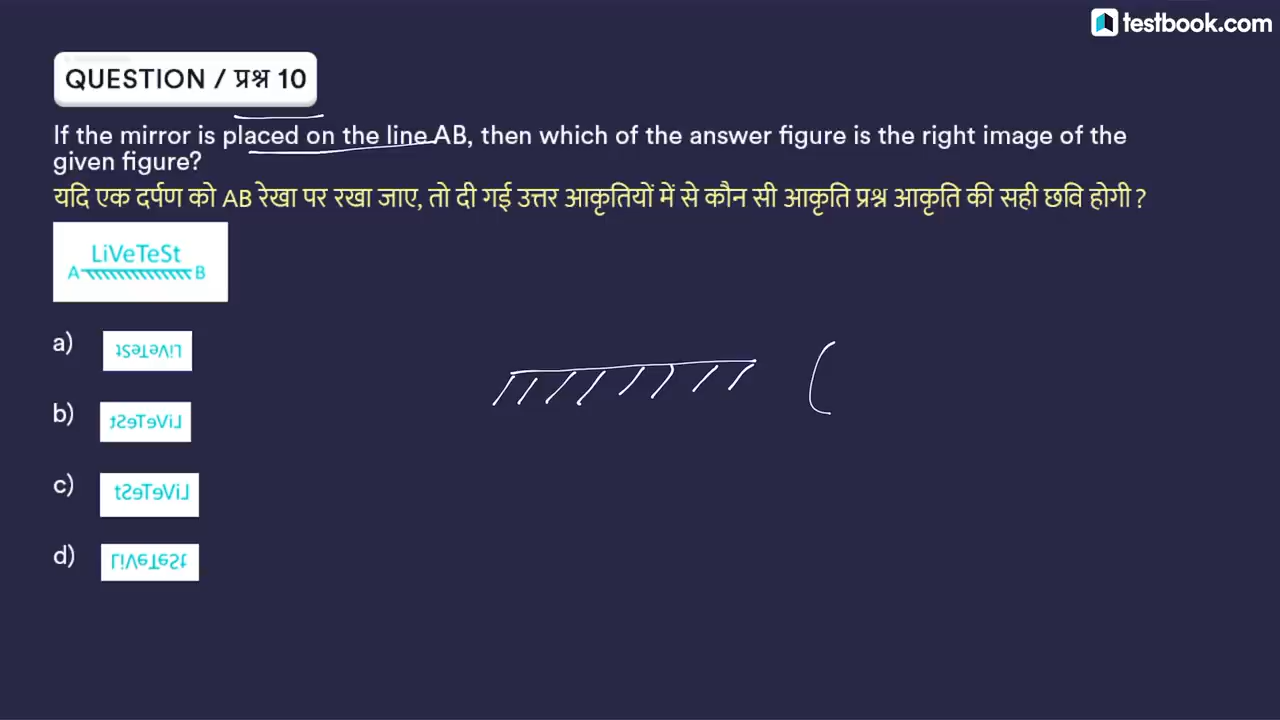 testbook.com
QUESTION / प्रश्न 10
If the mirror is placed on the line AB, then which of the answer figure is the right image of the
given figure?
यदि एक दर्पण को AB रेखा पर रखा जाए, तो दी गई उत्तर आकृतियों में से कौन सी आकृति प्रश्न आकृति की सही छवि होगी ?
LiVeTeSt
A B
a)
b)
c)
d) LiVeTeSt